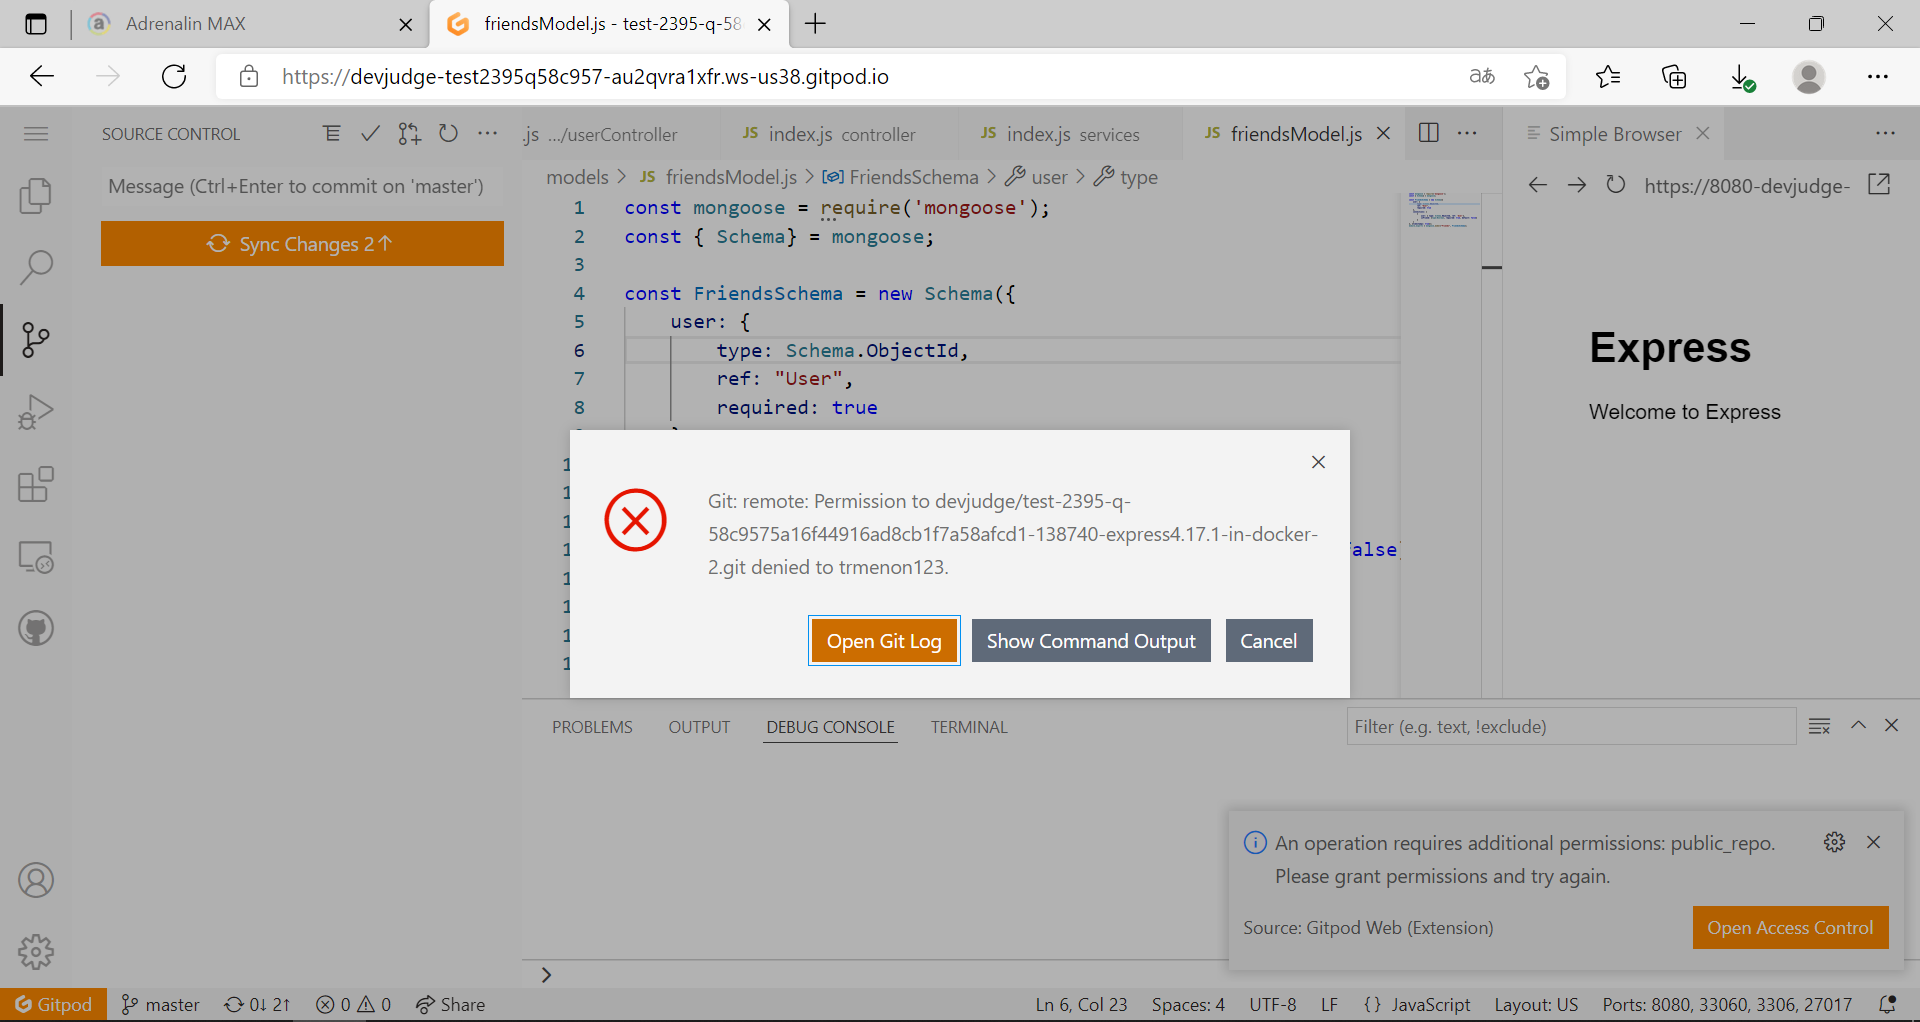 Adrenalin MAX
friendsModel.js - test-2395-q-58
https://devjudge-test2395q58c957-au2qvra1xfr.ws-us38.gitpod.io
aあ
SOURCE CONTROL
.js .../userController
JS index.js controller
JS index.js services
JS friendsModel.js
Simple Browser
Message (Ctrl+Enter to commit on 'master')
models > JS friendsModel.js > FriendsSchema > user > type
https://8080-devjudge-
Sync Changes 2↑
1 const mongoose = require('mongoose');
2 const { Schema} = mongoose;
3
4 const FriendsSchema = new Schema({
5 user: {
6 type: Schema.ObjectId,
7 ref: "User",
8 required: true
Express
Welcome to Express
alse
Git: remote: Permission to devjudge/test-2395-q-
58c9575a16f44916ad8cb1f7a58afcd1-138740-express4.17.1-in-docker-
2.git denied to trmenon123.
Open Git Log
Show Command Output
Cancel
PROBLEMS
OUTPUT
DEBUG CONSOLE
TERMINAL
Filter (e.g. text, !exclude)
An operation requires additional permissions: public_repo.
Please grant permissions and try again.
Source: Gitpod Web (Extension)
Open Access Control
Gitpod
master
0↓ 2↑
0
0
Share
Ln 6, Col 23
Spaces: 4
UTF-8
LF
{} JavaScript
Layout: US
Ports: 8080, 33060, 3306, 27017